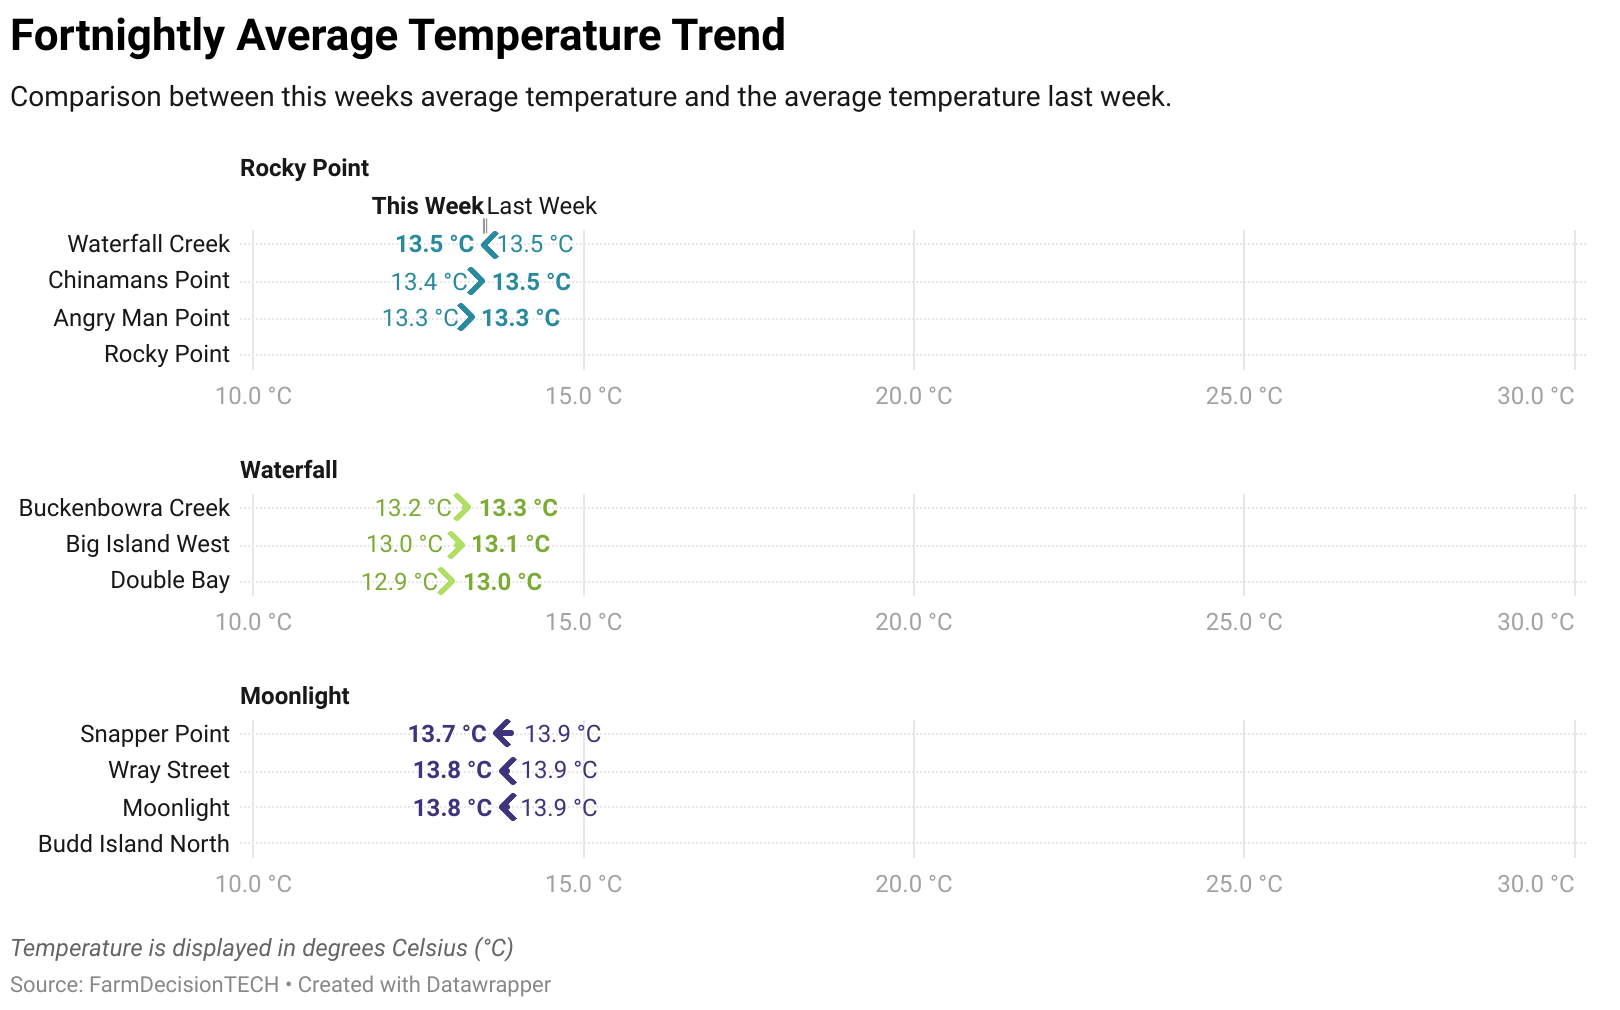 Fortnightly Average Temperature Trend
Comparison between this weeks average temperature and the average temperature last week.
Rocky Point
This Week Last Week
Waterfall Creek 13.5 °C 13.5 °C
Chinamans Point 13.4 °C 13.5 °C
Angry Man Point 13.3 °C 13.3 °C
Rocky Point
10.0 °C 15.0 °C 20.0 °C 25.0 °C 30.0 °C
Waterfall
Buckenbowra Creek 13.2 °C 13.3 °C
Big Island West 13.0 °C 13.1 °C
Double Bay 12.9 °C 13.0 °C
10.0 °C 15.0 °C 20.0 °C 25.0 °C 30.0 °C
Moonlight
Snapper Point 13.7 °C 13.9 °C
Wray Street 13.8 °C 13.9 °C
Moonlight 13.8 °C 13.9 °C
Budd Island North
10.0 °C 15.0 °C 20.0 °C 25.0 °C 30.0 °C
Temperature is displayed in degrees Celsius (°C)
Source: FarmDecisionTECH • Created with Datawrapper